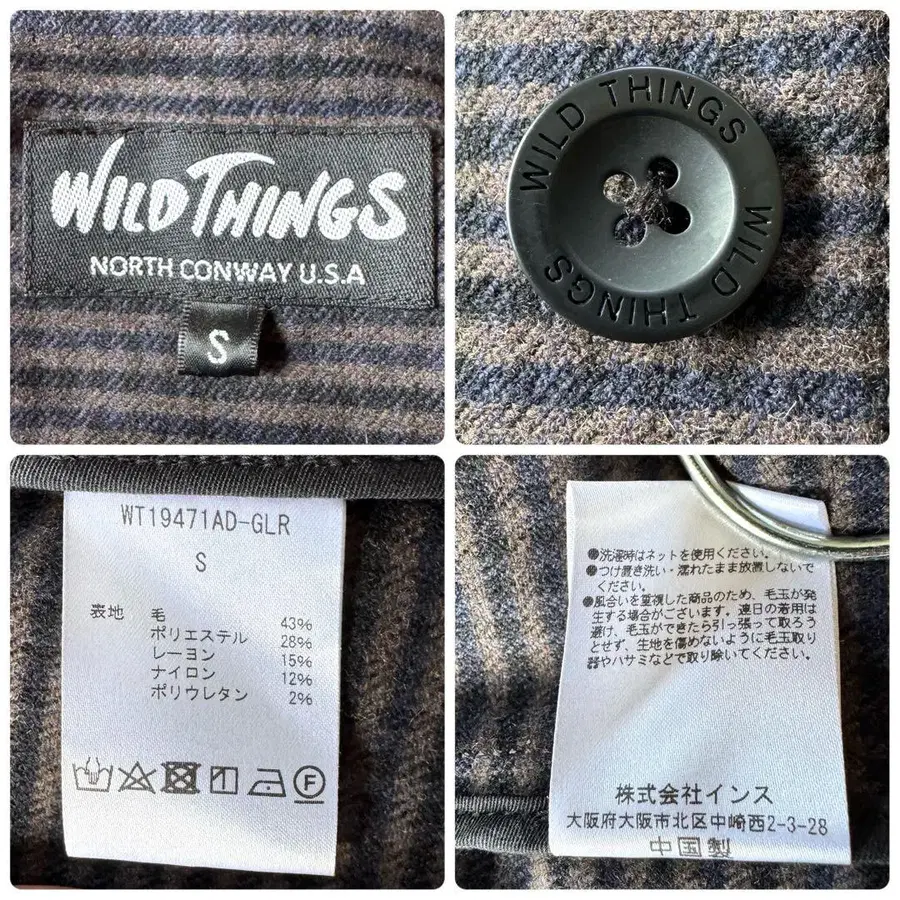 WILD THINGS
NORTH CONWAY U.S.A
S
WILD THINGS
WILD THINGS
WT19471AD-GLR
S
表地 毛 43%
ポリエステル 28%
レーヨン 15%
ナイロン 12%
ポリウレタン 2%
F
●洗濯時はネットを使用ください。
●つけ置き洗い・濡れたまま放置しないで
ください。
●風合いを重視した商品のため、毛玉が発
生する場合がございます。連日の着用は
避け、毛玉ができたら引っ張って取ろう
とせず、生地を傷めないように毛玉取り
器やハサミなどで取り除いてください。
株式会社インス
大阪府大阪市北区中崎西2-3-28
中国製